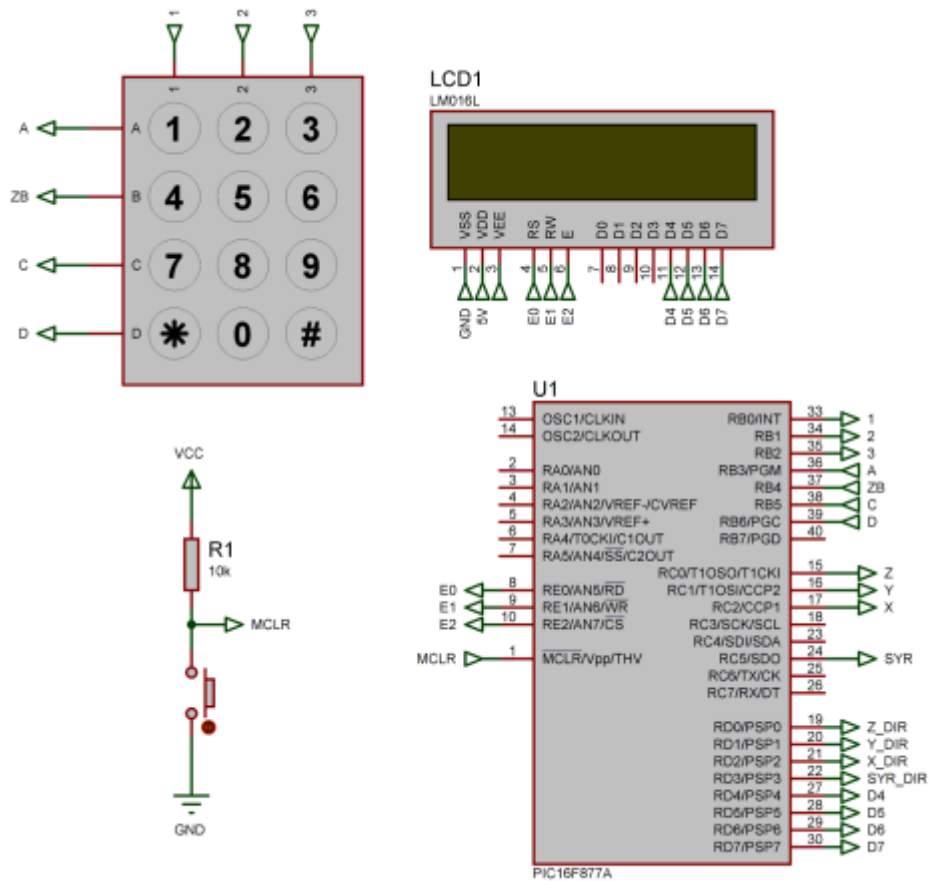 1 2 3
1 2 3
A A 1 2 3
ZB B 4 5 6
C C 7 8 9
D D * 0 #
LCD1
LM016L
VSS VDD VEE RS RW E D0 D1 D2 D3 D4 D5 D6 D7
1 2 3 4 5 6 7 8 9 10 11 12 13 14
GND 5V E0 E1 E2 D4 D5 D6 D7
VCC
R1
10k
MCLR
GND
U1
13 OSC1/CLKIN RB0/INT 33 1
14 OSC2/CLKOUT RB1 34 2
RB2 35 3
2 RA0/AN0 RB3/PGM 36 A
3 RA1/AN1 RB4 37 ZB
4 RA2/AN2/VREF-/CVREF RB5 38 C
5 RA3/AN3/VREF+ RB6/PGC 39 D
6 RA4/T0CKI/C1OUT RB7/PGD 40
7 RA5/AN4/SS/C2OUT
RC0/T1OSO/T1CKI 15 Z
E0 8 RE0/AN5/RD RC1/T1OSI/CCP2 16 Y
E1 9 RE1/AN6/WR RC2/CCP1 17 X
E2 10 RE2/AN7/CS RC3/SCK/SCL 18
RC4/SDI/SDA 23
MCLR 1 MCLR/Vpp/THV RC5/SDO 24 SYR
RC6/TX/CK 25
RC7/RX/DT 26
RD0/PSP0 19 Z_DIR
RD1/PSP1 20 Y_DIR
RD2/PSP2 21 X_DIR
RD3/PSP3 22 SYR_DIR
RD4/PSP4 27 D4
RD5/PSP5 28 D5
RD6/PSP6 29 D6
RD7/PSP7 30 D7
PIC16F877A